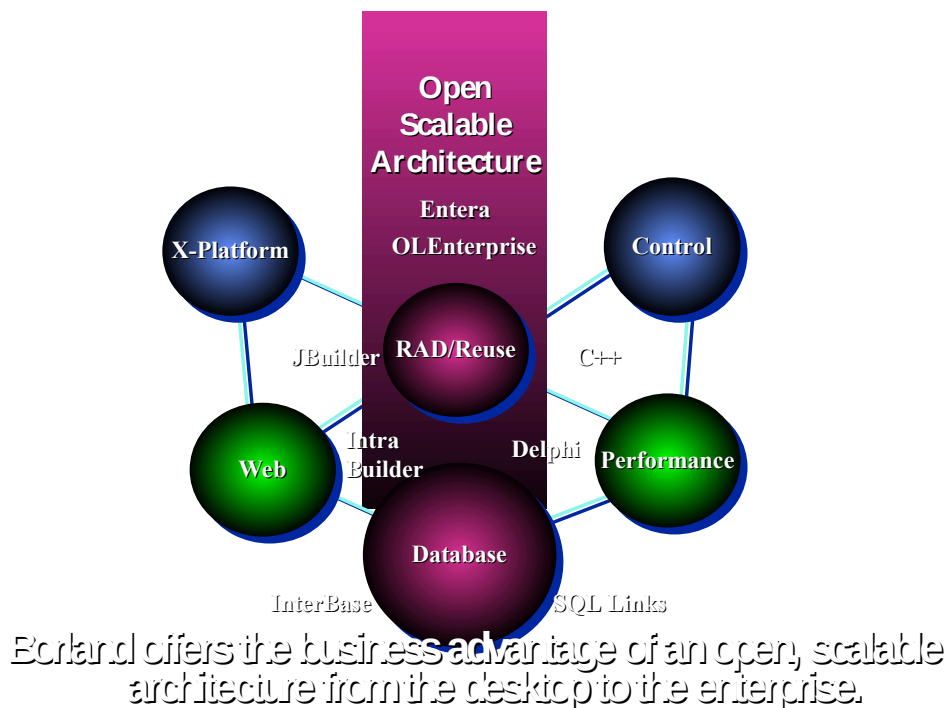 Open
Scalable
Architecture
Entera
OLEnterprise
X-Platform
Control
JBuilder
RAD/Reuse
C++
Intra
Builder
Delphi
Web
Performance
Database
InterBase
SQL Links
Borland offers the business advantage of an open, scalable
architecture from the desktop to the enterprise.